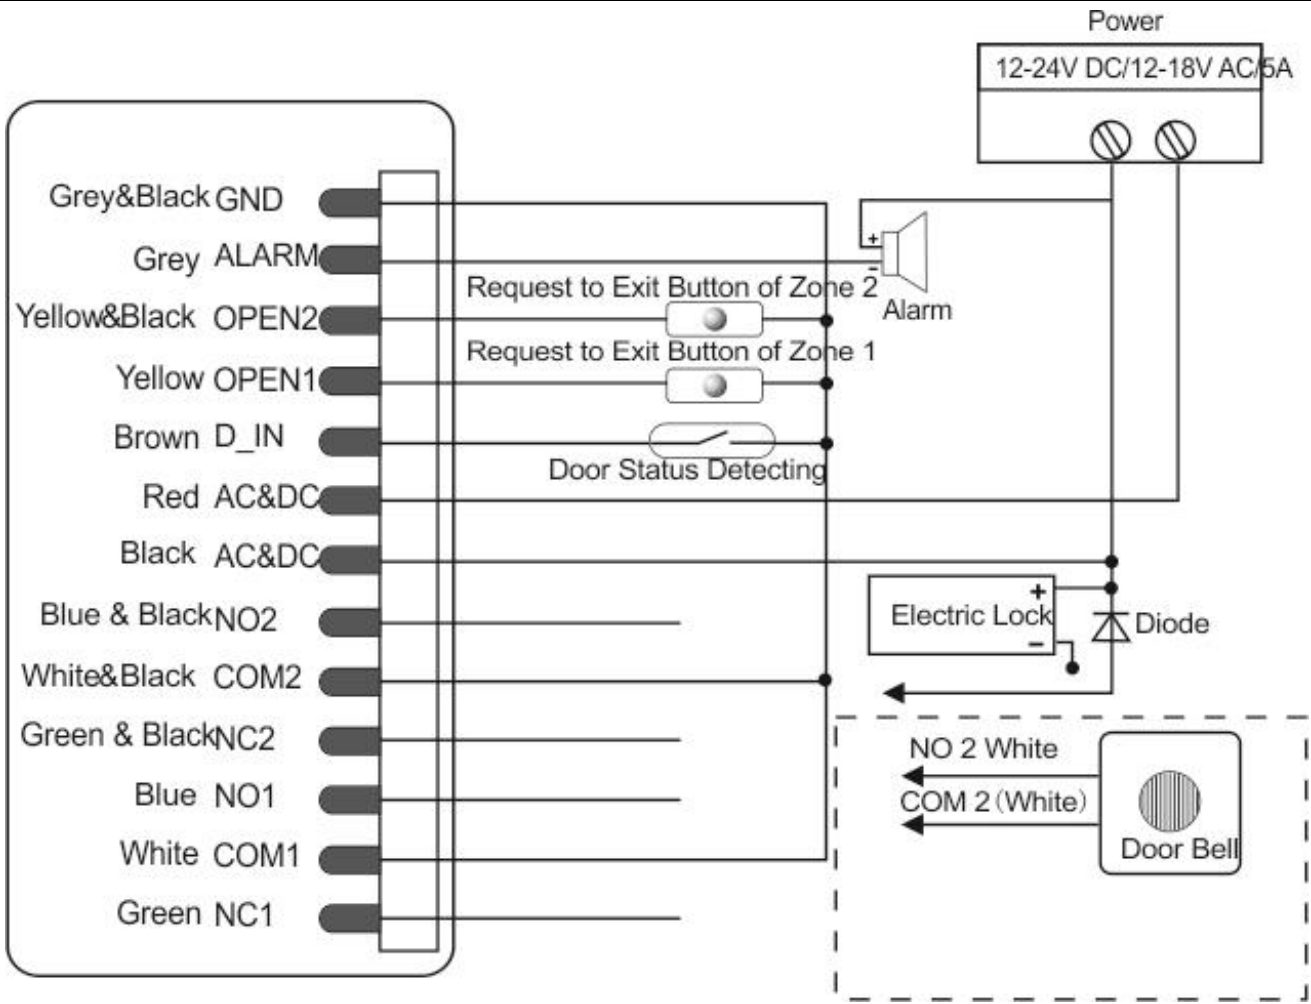 Power
12-24V DC/12-18V AC/5A
Grey&Black GND
Grey ALARM
+
-
Alarm
Request to Exit Button of Zone 2
Yellow&Black OPEN2
Request to Exit Button of Zone 1
Yellow OPEN1
Brown D_IN
Door Status Detecting
Red AC&DC
Black AC&DC
+
Electric Lock
-
Diode
Blue & Black NO2
White&Black COM2
Green & Black NC2
NO 2 White
COM 2 (White)
Door Bell
Blue NO1
White COM1
Green NC1